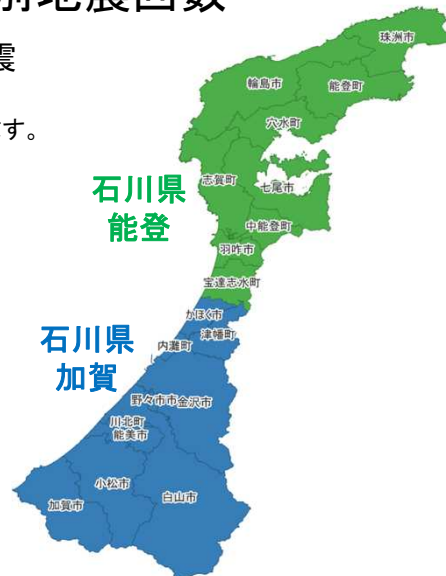 別地震回数
震
す。
珠洲市
輪島市
能登町
穴水町
志賀町
七尾市
石川県
能登
中能登町
羽咋市
宝達志水町
かほく市
津幡町
石川県
加賀
内灘町
野々市市
金沢市
川北町
能美市
小松市
白山市
加賀市